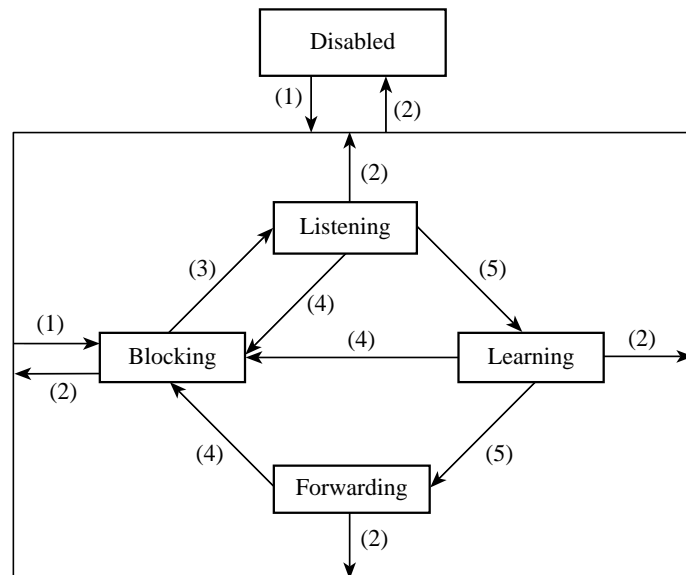 Disabled
(1)
(2)
(2)
Listening
(3)
(5)
(4)
(1)
Blocking
(4)
Learning
(2)
(2)
(4)
(5)
Forwarding
(2)